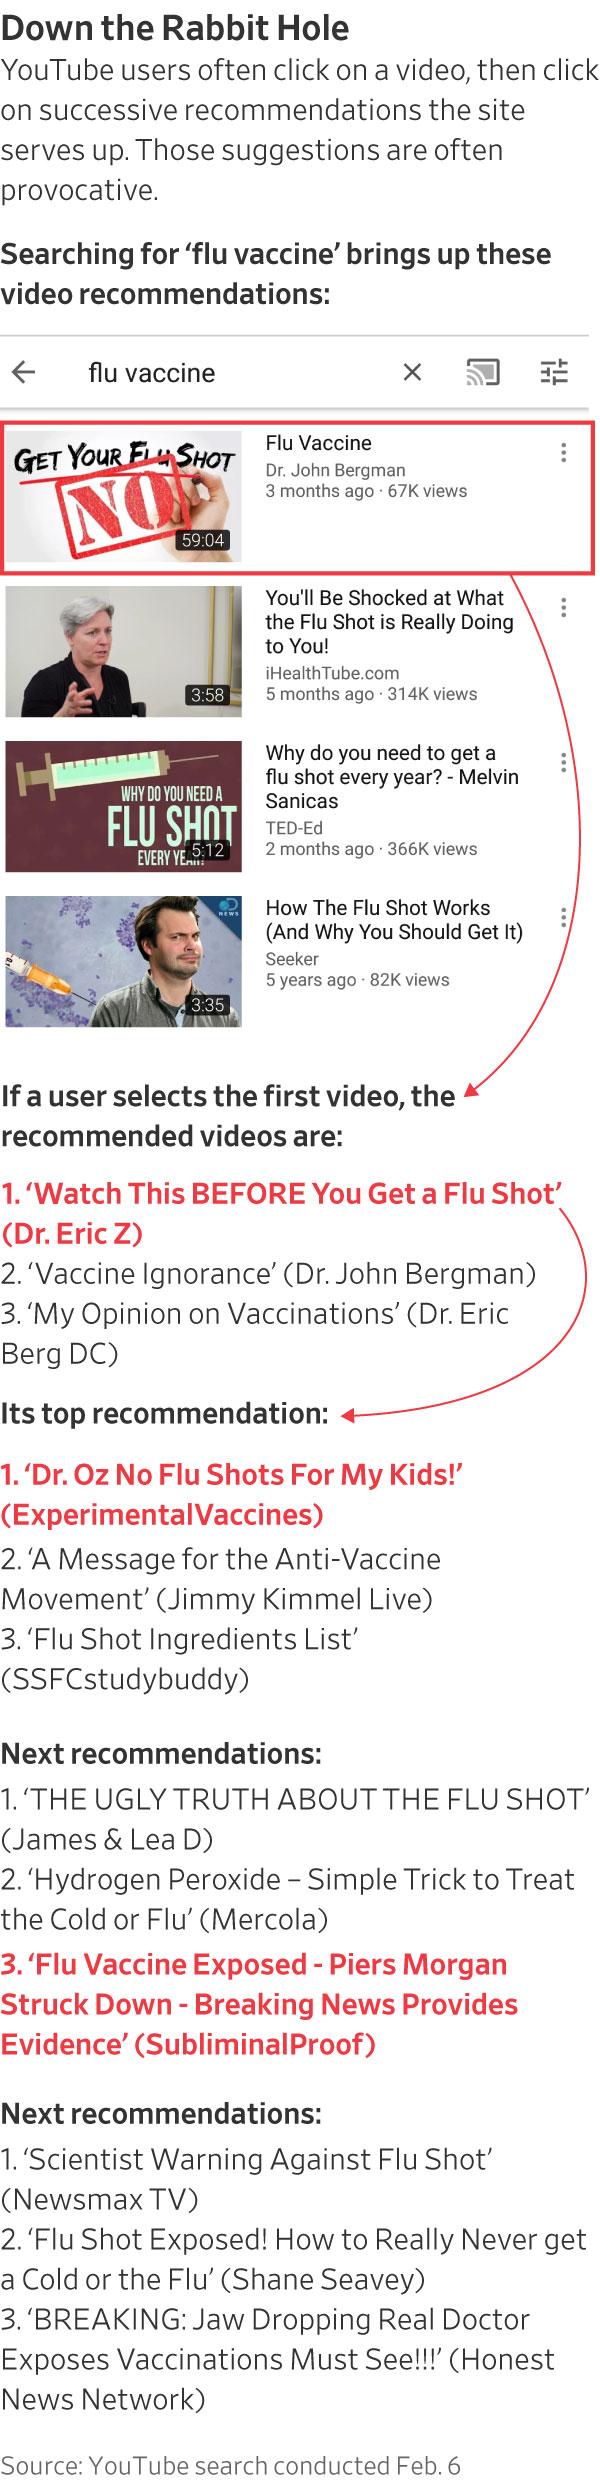 Down the Rabbit Hole
YouTube users often click on a video, then click
on successive recommendations the site
serves up. Those suggestions are often
provocative.
Searching for ‘flu vaccine’ brings up these
video recommendations:
flu vaccine
GET YOUR FLU SHOT
NO
59:04
Flu Vaccine
Dr. John Bergman
3 months ago · 67K views
3:58
You'll Be Shocked at What
the Flu Shot is Really Doing
to You!
iHealthTube.com
5 months ago · 314K views
WHY DO YOU NEED A
FLU SHOT
EVERY YEAR?
5:12
Why do you need to get a
flu shot every year? - Melvin
Sanicas
TED-Ed
2 months ago · 366K views
D
NEWS
3:35
How The Flu Shot Works
(And Why You Should Get It)
Seeker
5 years ago · 82K views
If a user selects the first video, the
recommended videos are:
1. ‘Watch This BEFORE You Get a Flu Shot’
(Dr. Eric Z)
2. ‘Vaccine Ignorance’ (Dr. John Bergman)
3. ‘My Opinion on Vaccinations’ (Dr. Eric
Berg DC)
Its top recommendation:
1. ‘Dr. Oz No Flu Shots For My Kids!’
(ExperimentalVaccines)
2. ‘A Message for the Anti-Vaccine
Movement’ (Jimmy Kimmel Live)
3. ‘Flu Shot Ingredients List’
(SSFCstudybuddy)
Next recommendations:
1. ‘THE UGLY TRUTH ABOUT THE FLU SHOT’
(James & Lea D)
2. ‘Hydrogen Peroxide – Simple Trick to Treat
the Cold or Flu’ (Mercola)
3. ‘Flu Vaccine Exposed - Piers Morgan
Struck Down - Breaking News Provides
Evidence’ (SubliminalProof)
Next recommendations:
1. ‘Scientist Warning Against Flu Shot’
(Newsmax TV)
2. ‘Flu Shot Exposed! How to Really Never get
a Cold or the Flu’ (Shane Seavey)
3. ‘BREAKING: Jaw Dropping Real Doctor
Exposes Vaccinations Must See!!!’ (Honest
News Network)
Source: YouTube search conducted Feb. 6